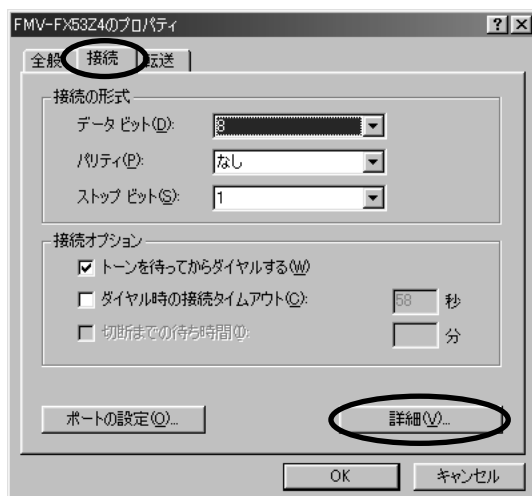 FMV-FX53Z4のプロパティ
全般 接続 転送
接続の形式
データ ビット(D): 8
パリティ(P): なし
ストップ ビット(S): 1
接続オプション
トーンを待ってからダイヤルする(W)
ダイヤル時の接続タイムアウト(C): 58 秒
切断までの待ち時間(I): 分
ポートの設定(O)... 詳細(V)...
OK キャンセル